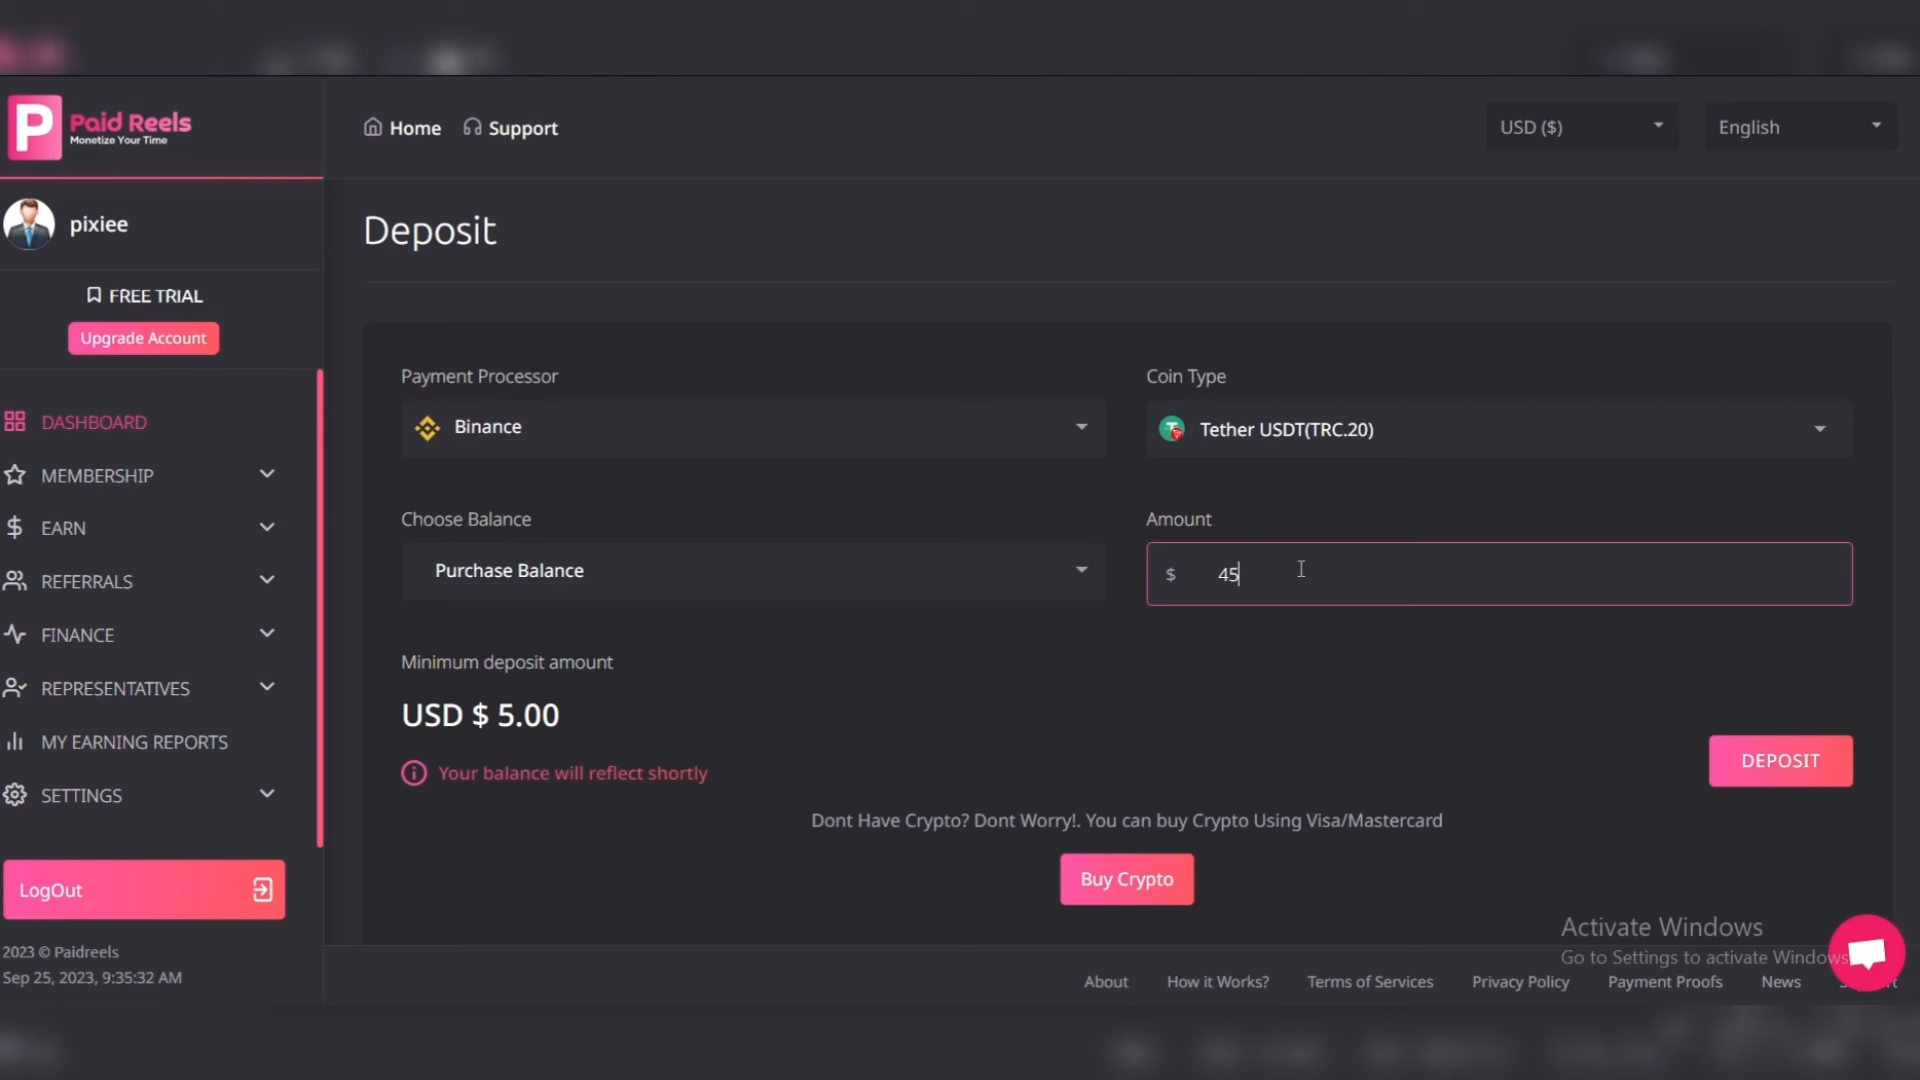 Paid Reels
Monetize Your Time
Home
Support
USD ($)
English
pixiee
FREE TRIAL
Upgrade Account
DASHBOARD
MEMBERSHIP
EARN
REFERRALS
FINANCE
REPRESENTATIVES
MY EARNING REPORTS
SETTINGS
LogOut
2023 © Paidreels
Sep 25, 2023, 9:35:32 AM
Deposit
Payment Processor
Binance
Coin Type
Tether USDT(TRC.20)
Choose Balance
Purchase Balance
Amount
$ 45
Minimum deposit amount
USD $ 5.00
Your balance will reflect shortly
DEPOSIT
Dont Have Crypto? Dont Worry!. You can buy Crypto Using Visa/Mastercard
Buy Crypto
Activate Windows
Go to Settings to activate Windows
About
How it Works?
Terms of Services
Privacy Policy
Payment Proofs
News